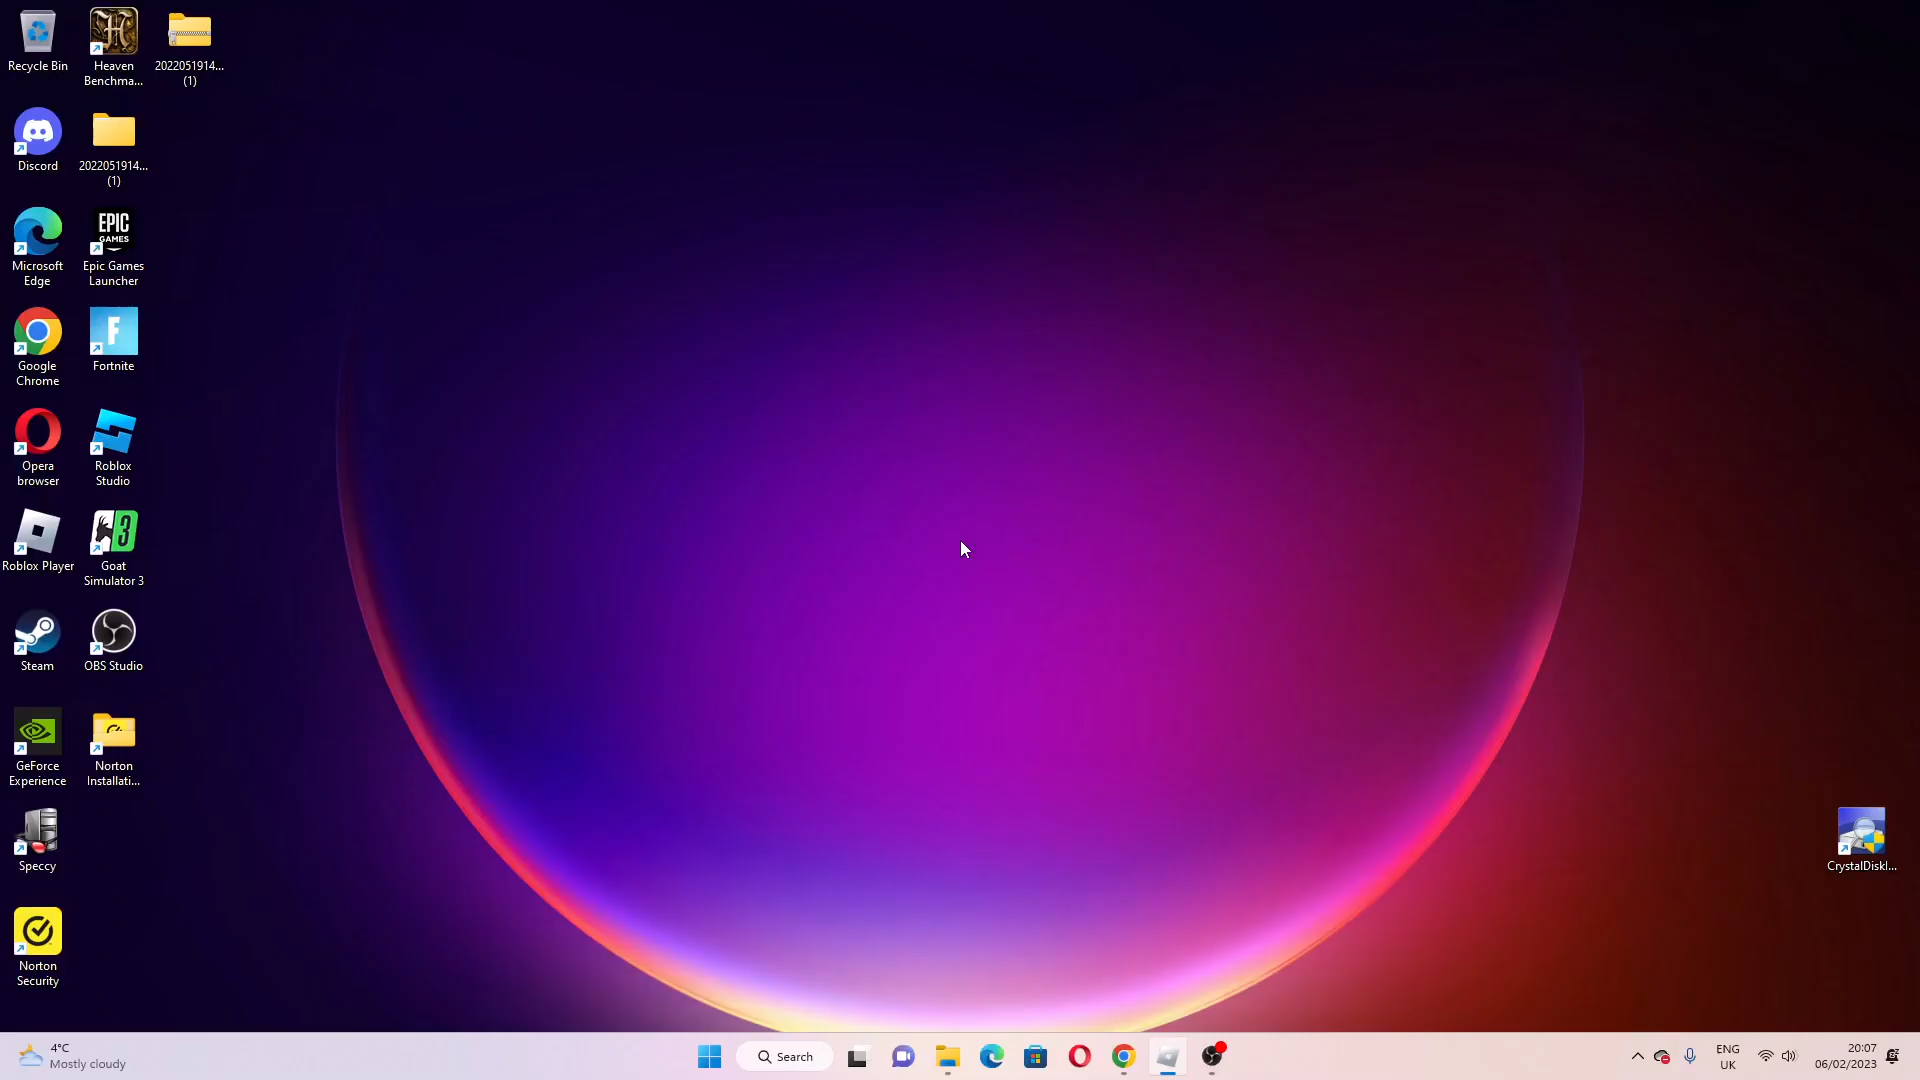 Recycle Bin
Heaven
Benchma...
2022051914...
(1)
Discord
2022051914...
(1)
Microsoft
Edge
EPIC
GAMES
Epic Games
Launcher
Google
Chrome
F
Fortnite
Opera
browser
Roblox
Studio
Roblox Player
3
Goat
Simulator 3
Steam
OBS Studio
GeForce
Experience
Norton
Installati...
Speccy
CrystalDiskI...
Norton
Security
4°C
Mostly cloudy
Search
ENG
UK
20:07
06/02/2023